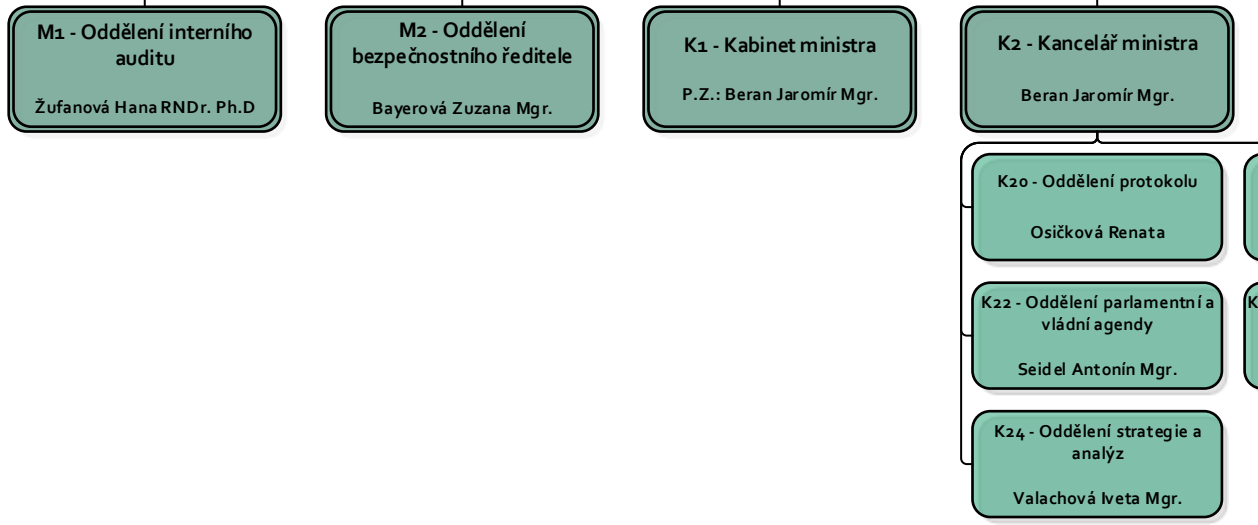 M1 - Oddělení interního
auditu
Žufanová Hana RNDr. Ph.D
M2 - Oddělení
bezpečnostního ředitele
Bayerová Zuzana Mgr.
K1 - Kabinet ministra
P.Z.: Beran Jaromír Mgr.
K2 - Kancelář ministra
Beran Jaromír Mgr.
K20 - Oddělení protokolu
Osičková Renata
K22 - Oddělení parlamentní a
vládní agendy
Seidel Antonín Mgr.
K
K24 - Oddělení strategie a
analýz
Valachová Iveta Mgr.